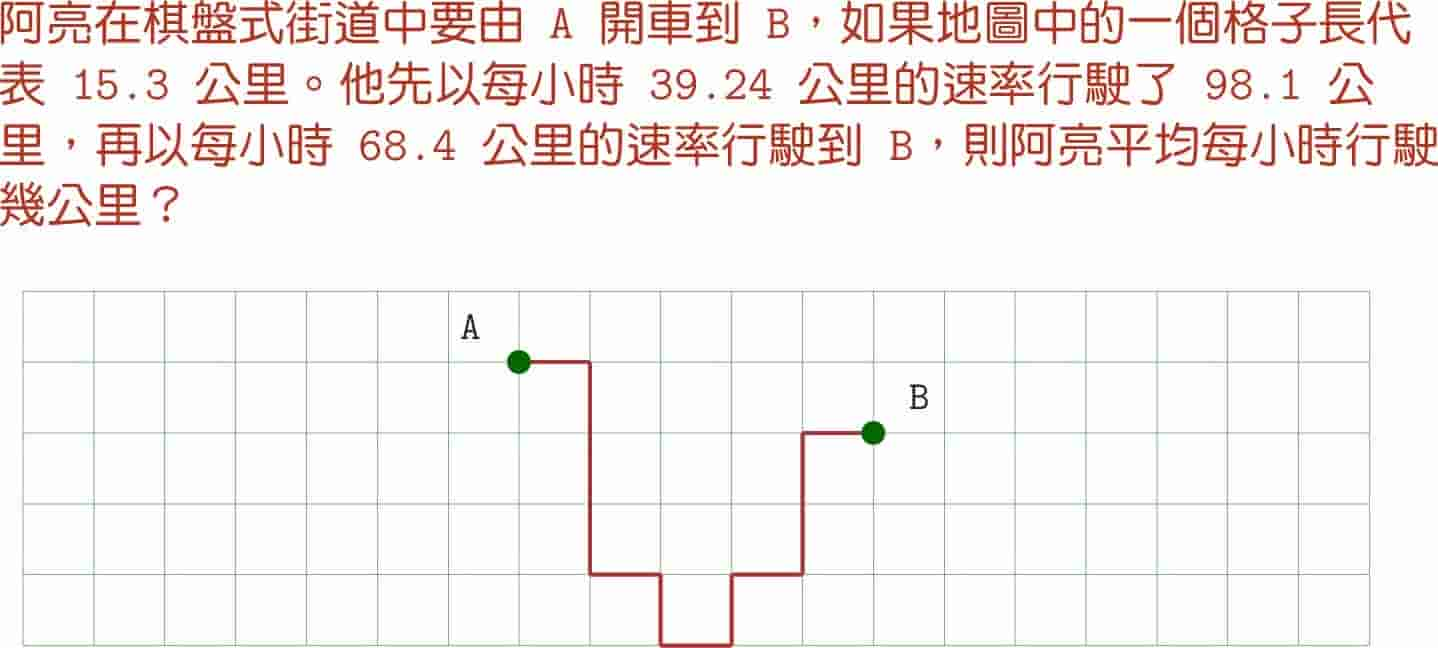 阿亮在棋盤式街道中要由 A 開車到 B，如果地圖中的一個格子長代
表 15.3 公里。他先以每小時 39.24 公里的速率行駛了 98.1 公
里，再以每小時 68.4 公里的速率行駛到 B，則阿亮平均每小時行駛
幾公里？
A
B